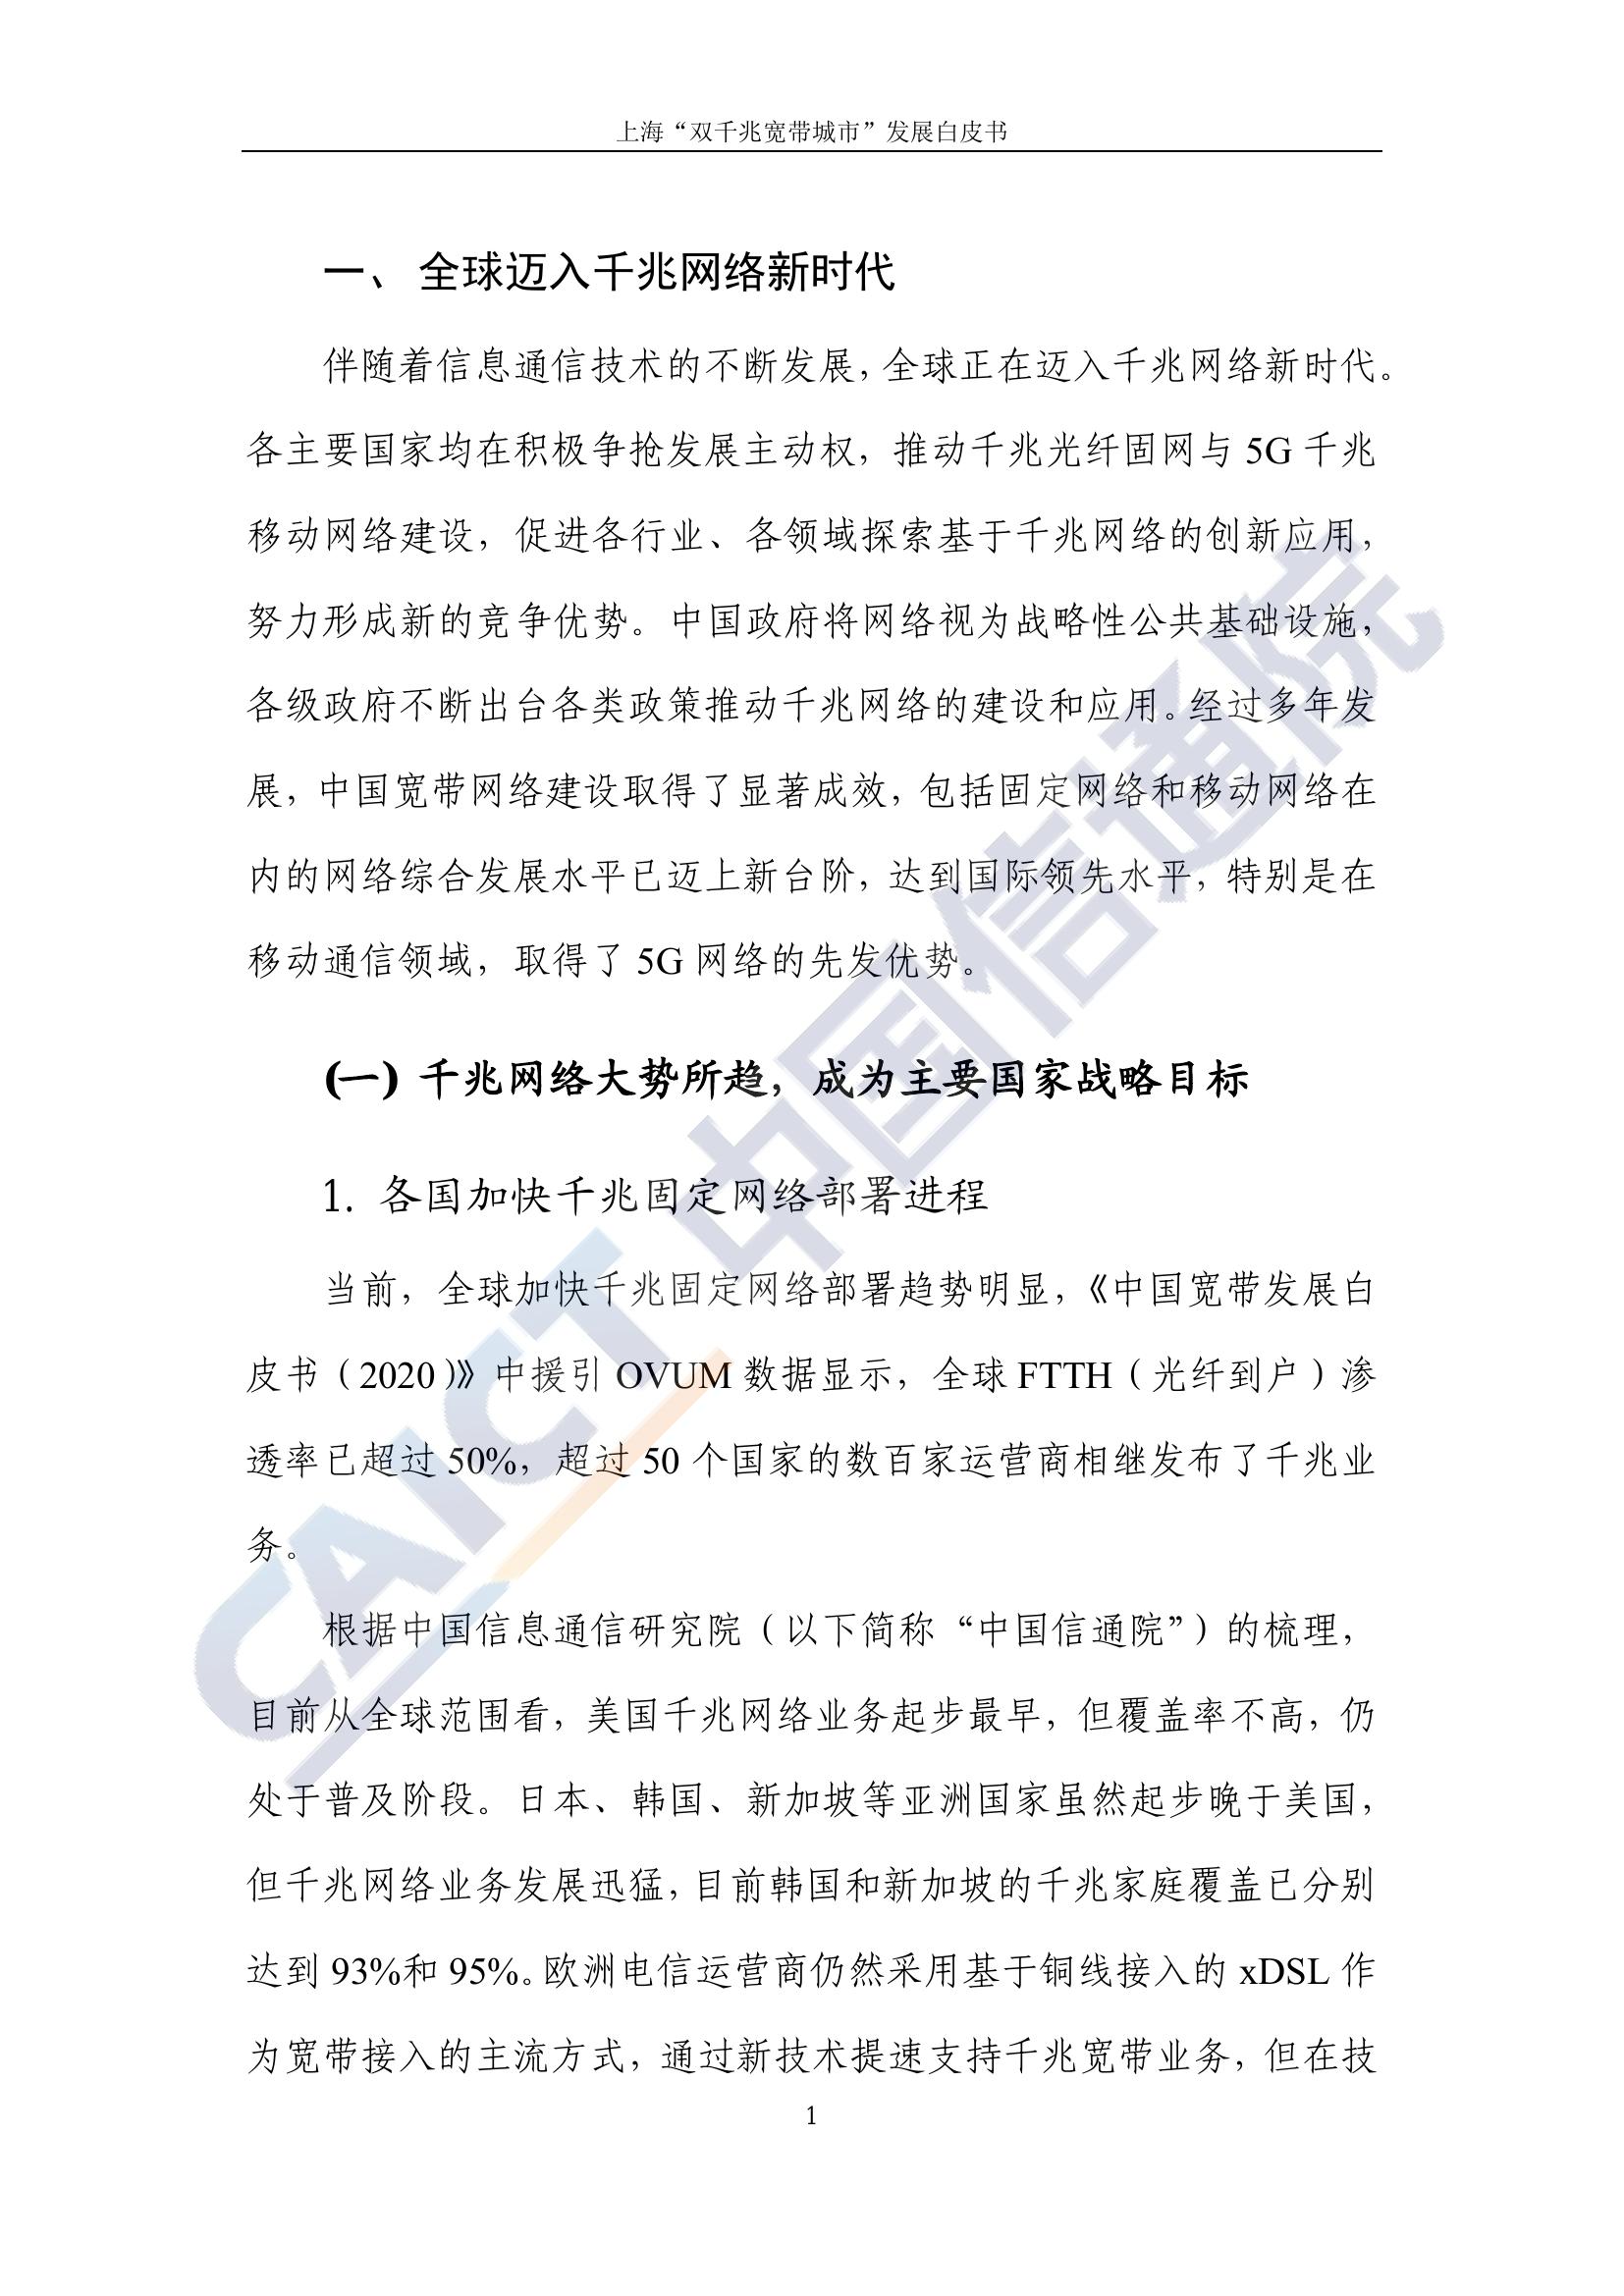 上海“双千兆宽带城市”发展白皮书
一、 全球迈入千兆网络新时代
伴随着信息通信技术的不断发展，全球正在迈入千兆网络新时代。
各主要国家均在积极争抢发展主动权，推动千兆光纤固网与 5G 千兆
移动网络建设，促进各行业、各领域探索基于千兆网络的创新应用，
努力形成新的竞争优势。中国政府将网络视为战略性公共基础设施，
各级政府不断出台各类政策推动千兆网络的建设和应用。经过多年发
展，中国宽带网络建设取得了显著成效，包括固定网络和移动网络在
内的网络综合发展水平已迈上新台阶，达到国际领先水平，特别是在
移动通信领域，取得了 5G 网络的先发优势。
(一) 千兆网络大势所趋，成为主要国家战略目标
1. 各国加快千兆固定网络部署进程
当前，全球加快千兆固定网络部署趋势明显，《中国宽带发展白
皮书（2020）》中援引 OVUM 数据显示，全球 FTTH（光纤到户）渗
透率已超过 50%，超过 50 个国家的数百家运营商相继发布了千兆业
务。
根据中国信息通信研究院（以下简称“中国信通院”）的梳理，
目前从全球范围看，美国千兆网络业务起步最早，但覆盖率不高，仍
处于普及阶段。日本、韩国、新加坡等亚洲国家虽然起步晚于美国，
但千兆网络业务发展迅猛，目前韩国和新加坡的千兆家庭覆盖已分别
达到 93%和 95%。欧洲电信运营商仍然采用基于铜线接入的 xDSL 作
为宽带接入的主流方式，通过新技术提速支持千兆宽带业务，但在技
1
CAICT 中国信通院